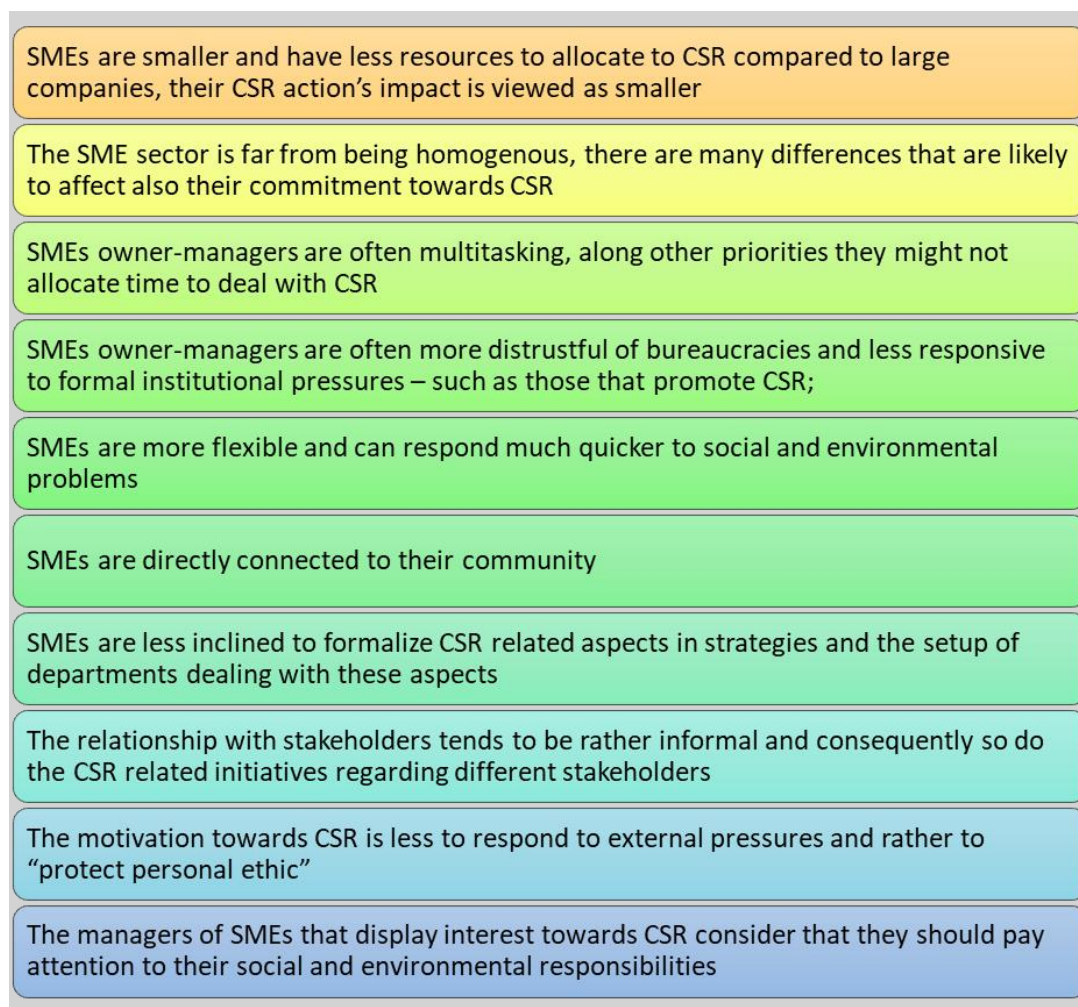 SMEs are smaller and have less resources to allocate to CSR compared to large
companies, their CSR action’s impact is viewed as smaller
The SME sector is far from being homogenous, there are many differences that are likely
to affect also their commitment towards CSR
SMEs owner-managers are often multitasking, along other priorities they might not
allocate time to deal with CSR
SMEs owner-managers are often more distrustful of bureaucracies and less responsive
to formal institutional pressures – such as those that promote CSR;
SMEs are more flexible and can respond much quicker to social and environmental
problems
SMEs are directly connected to their community
SMEs are less inclined to formalize CSR related aspects in strategies and the setup of
departments dealing with these aspects
The relationship with stakeholders tends to be rather informal and consequently so do
the CSR related initiatives regarding different stakeholders
The motivation towards CSR is less to respond to external pressures and rather to
“protect personal ethic”
The managers of SMEs that display interest towards CSR consider that they should pay
attention to their social and environmental responsibilities